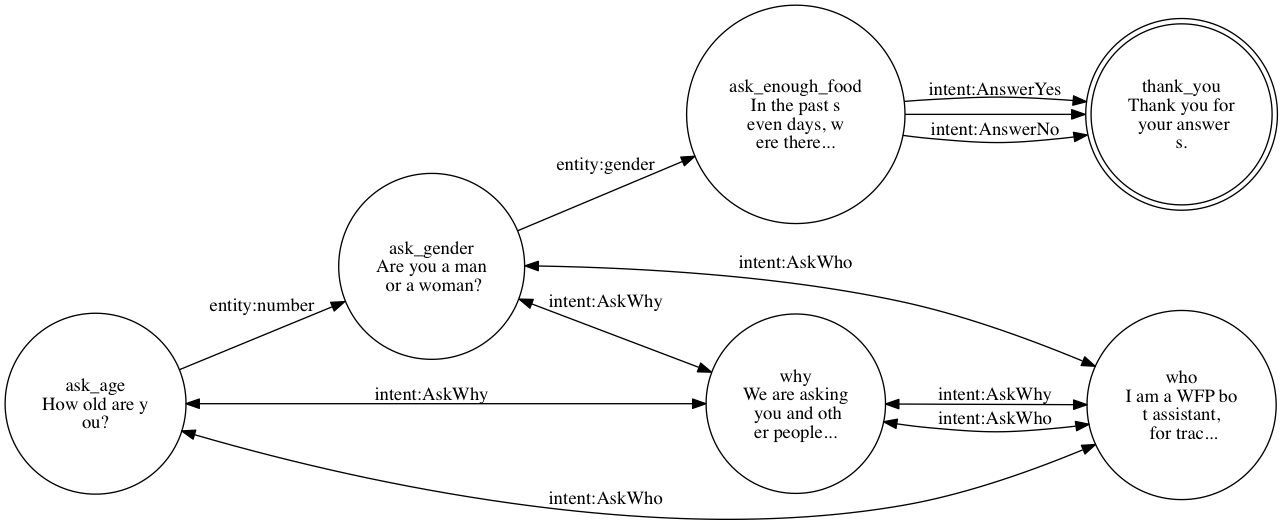 ask_enough_food
In the past s
even days, w
ere there...
intent:AnswerYes
intent:AnswerNo
thank_you
Thank you for
your answer
s.
entity:gender
ask_gender
Are you a man
or a woman?
intent:AskWho
entity:number
intent:AskWhy
ask_age
How old are y
ou?
intent:AskWhy
why
We are asking
you and oth
er people...
intent:AskWhy
intent:AskWho
who
I am a WFP bo
t assistant,
for trac...
intent:AskWho